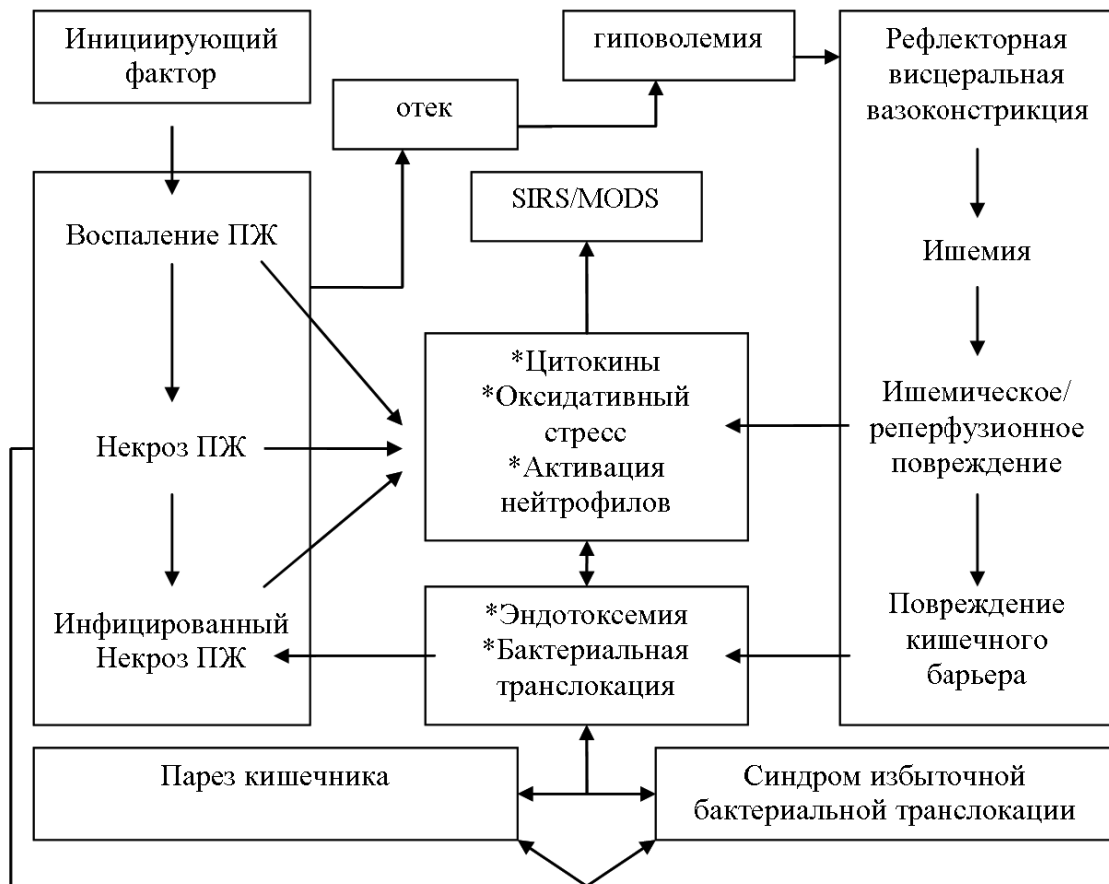 Инициирующий
фактор
отек
гиповолемия
Рефлекторная
висцеральная
вазоконстрикция
SIRS/MODS
Воспаление ПЖ
Ишемия
*Цитокины
*Оксидативный
стресс
*Активация
нейтрофилов
Ишемическое/
реперфузионное
повреждение
Некроз ПЖ
Инфицированный
Некроз ПЖ
*Эндотоксемия
*Бактериальная
транслокация
Повреждение
кишечного
барьера
Парез кишечника
Синдром избыточной
бактериальной транслокации